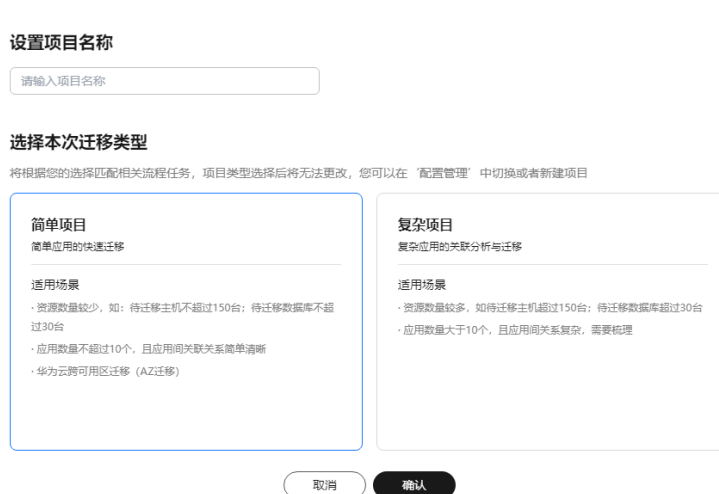 设置项目名称
请输入项目名称
选择本次迁移类型
将根据您的选择匹配相关流程任务，项目类型选择后将无法更改，您可以在‘配置管理’中切换或者新建项目
简单项目
简单应用的快速迁移
适用场景
· 资源数量较少，如：待迁移主机不超过150台；待迁移数据库不超
过30台
· 应用数量不超过10个，且应用间关联关系简单清晰
· 华为云跨可用区迁移（AZ迁移）
复杂项目
复杂应用的关联分析与迁移
适用场景
· 资源数量较多，如待迁移主机超过150台；待迁移数据库超过30台
· 应用数量大于10个，且应用间关系复杂，需要梳理
取消
确认